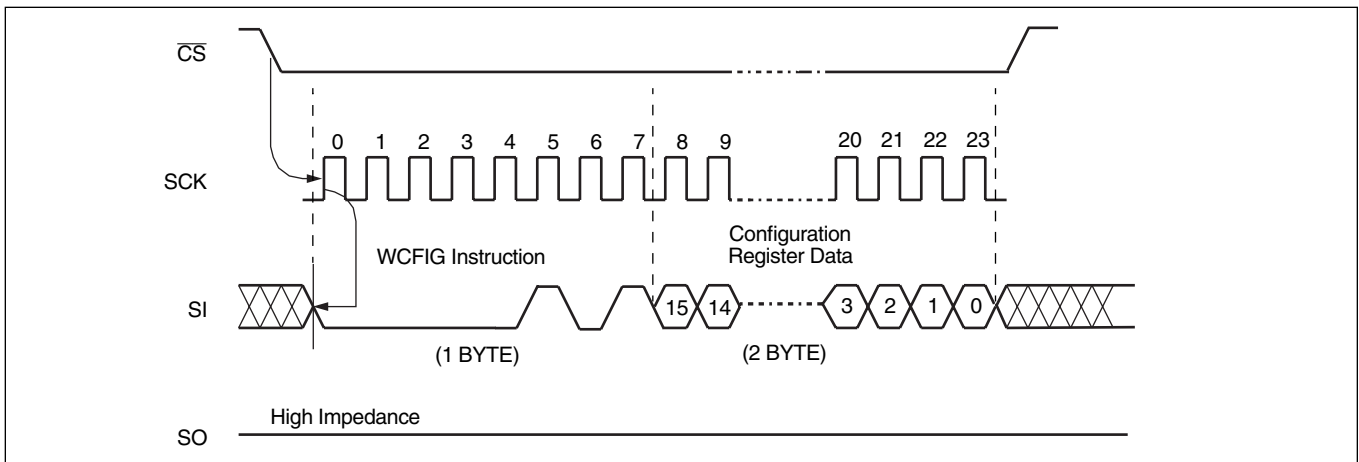 CS
0 1 2 3 4 5 6 7 8 9 20 21 22 23
SCK
WCFIG Instruction
Configuration
Register Data
SI
15 14 3 2 1 0
(1 BYTE) (2 BYTE)
High Impedance
SO